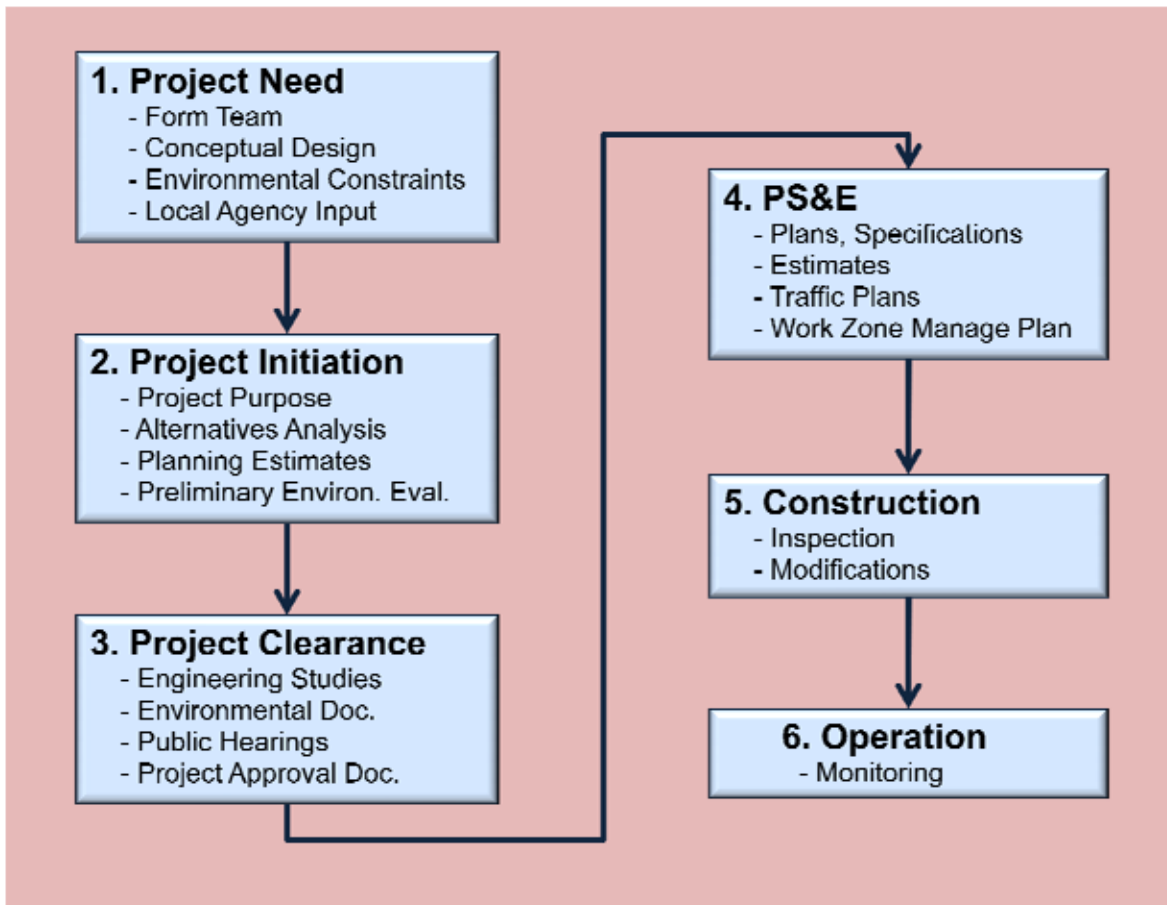 1. Project Need
- Form Team
- Conceptual Design
- Environmental Constraints
- Local Agency Input
2. Project Initiation
- Project Purpose
- Alternatives Analysis
- Planning Estimates
- Preliminary Environ. Eval.
3. Project Clearance
- Engineering Studies
- Environmental Doc.
- Public Hearings
- Project Approval Doc.
4. PS&E
- Plans, Specifications
- Estimates
- Traffic Plans
- Work Zone Manage Plan
5. Construction
- Inspection
- Modifications
6. Operation
- Monitoring